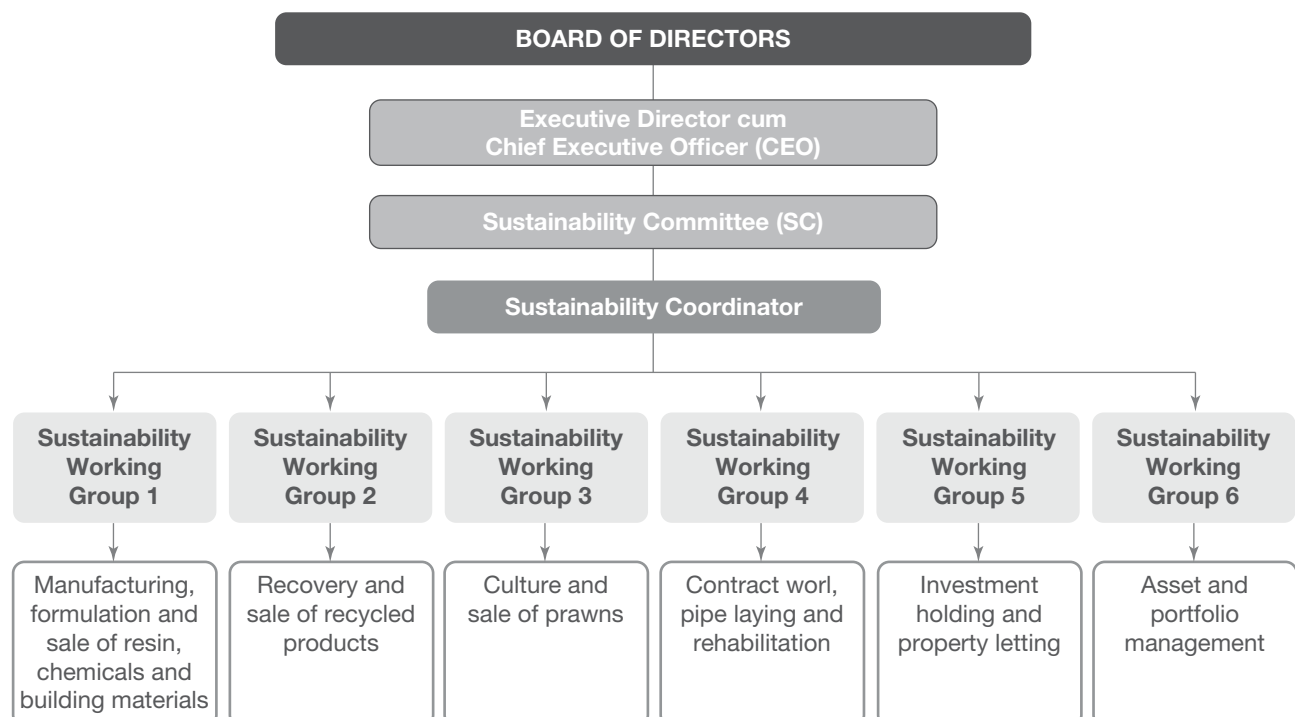 BOARD OF DIRECTORS
Executive Director cum
Chief Executive Officer (CEO)
Sustainability Committee (SC)
Sustainability Coordinator
Sustainability
Working
Group 1
Sustainability
Working
Group 2
Sustainability
Working
Group 3
Sustainability
Working
Group 4
Sustainability
Working
Group 5
Sustainability
Working
Group 6
Manufacturing,
formulation and
sale of resin,
chemicals and
building materials
Recovery and
sale of recycled
products
Culture and
sale of prawns
Contract worl,
pipe laying and
rehabilitation
Investment
holding and
property letting
Asset and
portfolio
management